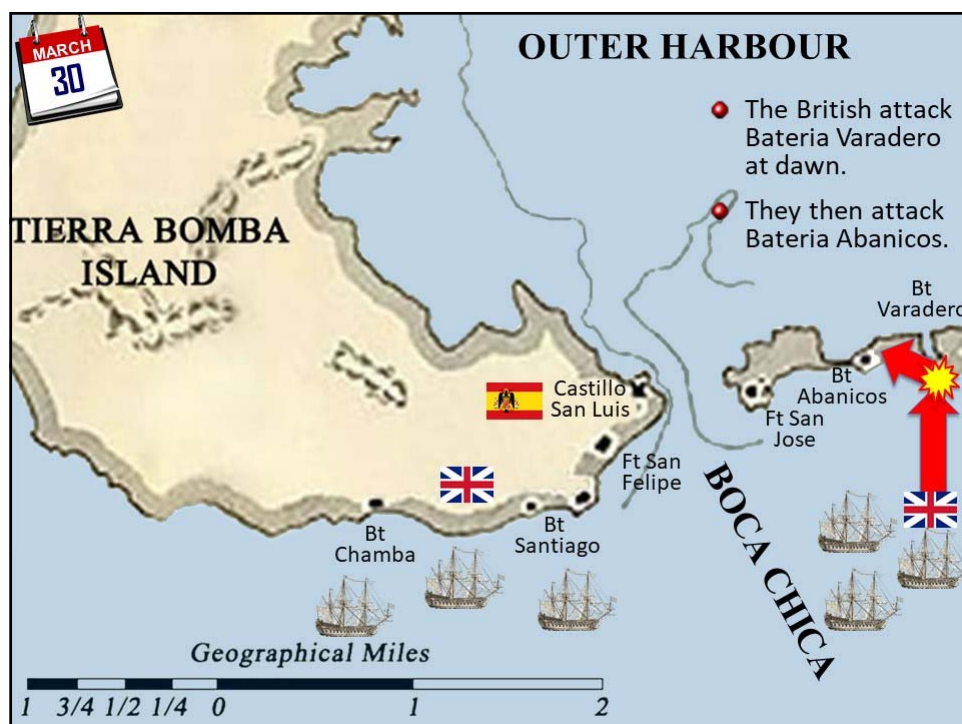 MARCH
30
OUTER HARBOUR
The British attack
Bateria Varadero
at dawn.
They then attack
Bateria Abanicos.
TIERRA BOMBA
ISLAND
Bt
Varadero
Castillo
San Luis
Bt
Abanicos
Ft San
Jose
Ft San
Felipe
Bt
Chamba
Bt
Santiago
BOCA CHICA
Geographical Miles
1 3/4 1/2 1/4 0 1 2